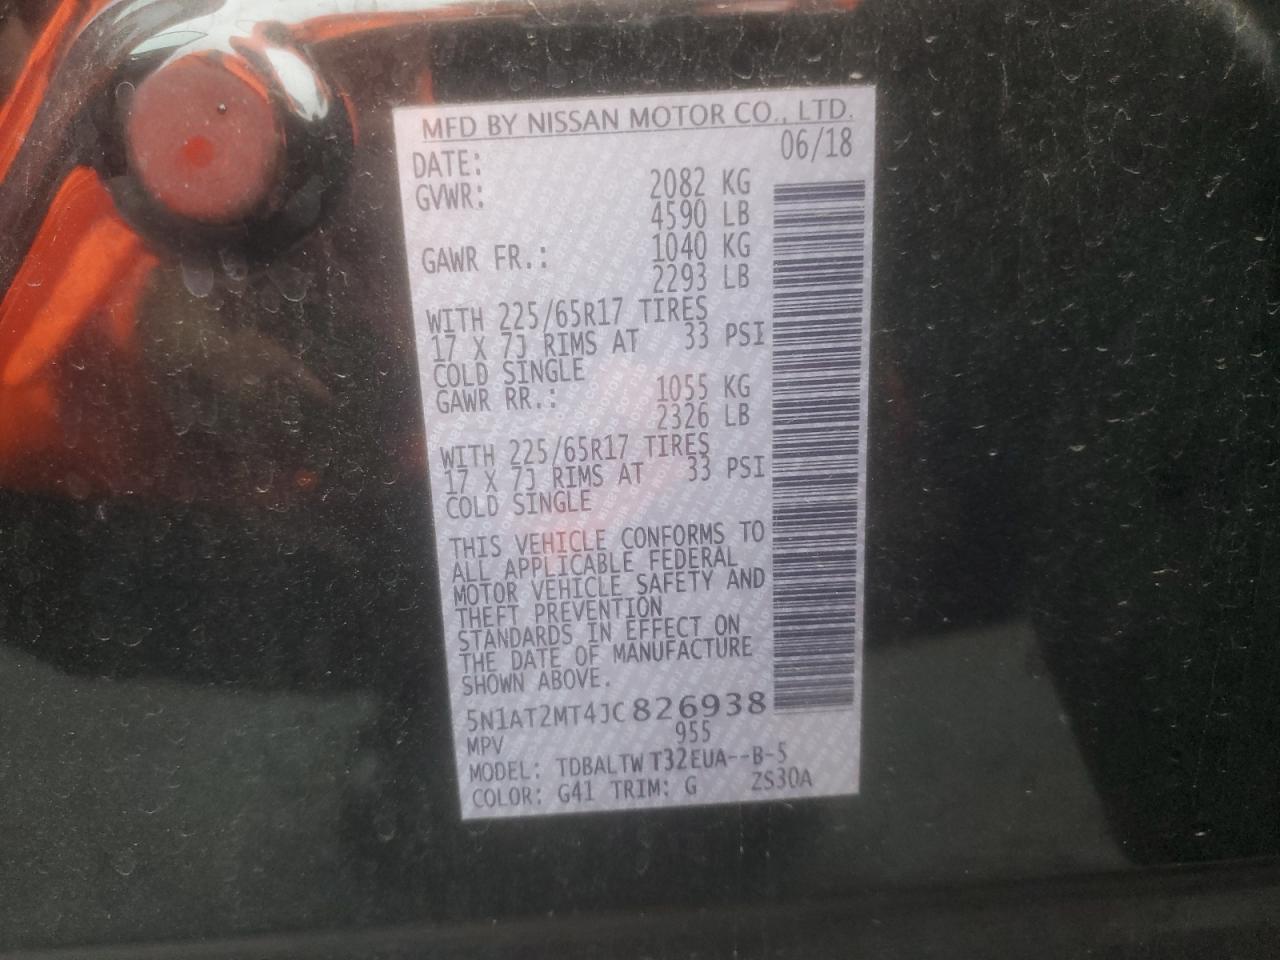 MFD BY NISSAN MOTOR CO., LTD.
DATE: 06/18
GVWR: 2082 KG
4590 LB
GAWR FR.: 1040 KG
2293 LB
WITH 225/65R17 TIRES
17 X 7J RIMS AT 33 PSI
COLD SINGLE
GAWR RR.: 1055 KG
2326 LB
WITH 225/65R17 TIRES
17 X 7J RIMS AT 33 PSI
COLD SINGLE
THIS VEHICLE CONFORMS TO
ALL APPLICABLE FEDERAL
MOTOR VEHICLE SAFETY AND
THEFT PREVENTION
STANDARDS IN EFFECT ON
THE DATE OF MANUFACTURE
SHOWN ABOVE.
5N1AT2MT4JC826938
MPV 955
MODEL: TDBALTW T32EUA--B-5
COLOR: G41 TRIM: G ZS30A